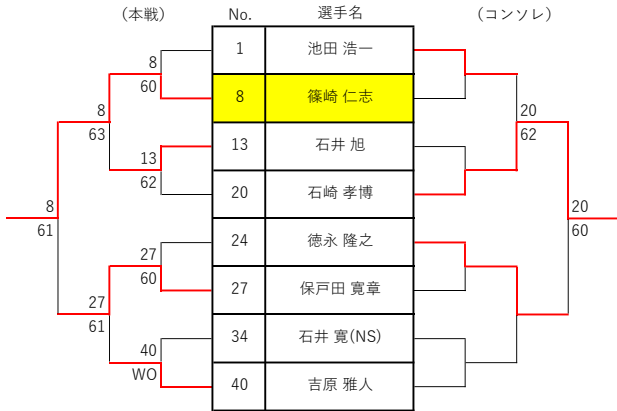 (本戦) No. 選手名 (コンソレ)
1 池田 浩一
8
60 8 篠崎 仁志
8 20
63 13 石井 旭 62
13
62 20 石崎 孝博
8 20
61 24 徳永 隆之 60
27
60 27 保戸田 寛章
27
61 34 石井 寛(NS)
40
WO 40 吉原 雅人